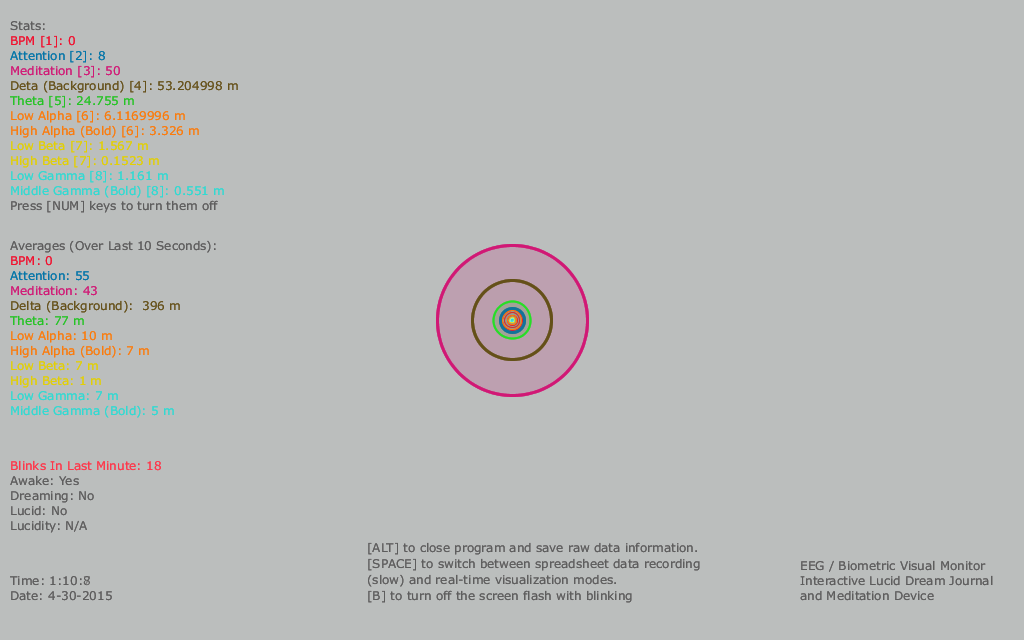 Stats:
BPM [1]: 0
Attention [2]: 8
Meditation [3]: 50
Deta (Background) [4]: 53.204998 m
Theta [5]: 24.755 m
Low Alpha [6]: 6.1169996 m
High Alpha (Bold) [6]: 3.326 m
Low Beta [7]: 1.567 m
High Beta [7]: 0.1523 m
Low Gamma [8]: 1.161 m
Middle Gamma (Bold) [8]: 0.551 m
Press [NUM] keys to turn them off
Averages (Over Last 10 Seconds):
BPM: 0
Attention: 55
Meditation: 43
Delta (Background): 396 m
Theta: 77 m
Low Alpha: 10 m
High Alpha (Bold): 7 m
Low Beta: 7 m
High Beta: 1 m
Low Gamma: 7 m
Middle Gamma (Bold): 5 m
Blinks In Last Minute: 18
Awake: Yes
Dreaming: No
Lucid: No
Lucidity: N/A
Time: 1:10:8
Date: 4-30-2015
[ALT] to close program and save raw data information.
[SPACE] to switch between spreadsheet data recording
(slow) and real-time visualization modes.
[B] to turn off the screen flash with blinking
EEG / Biometric Visual Monitor
Interactive Lucid Dream Journal
and Meditation Device